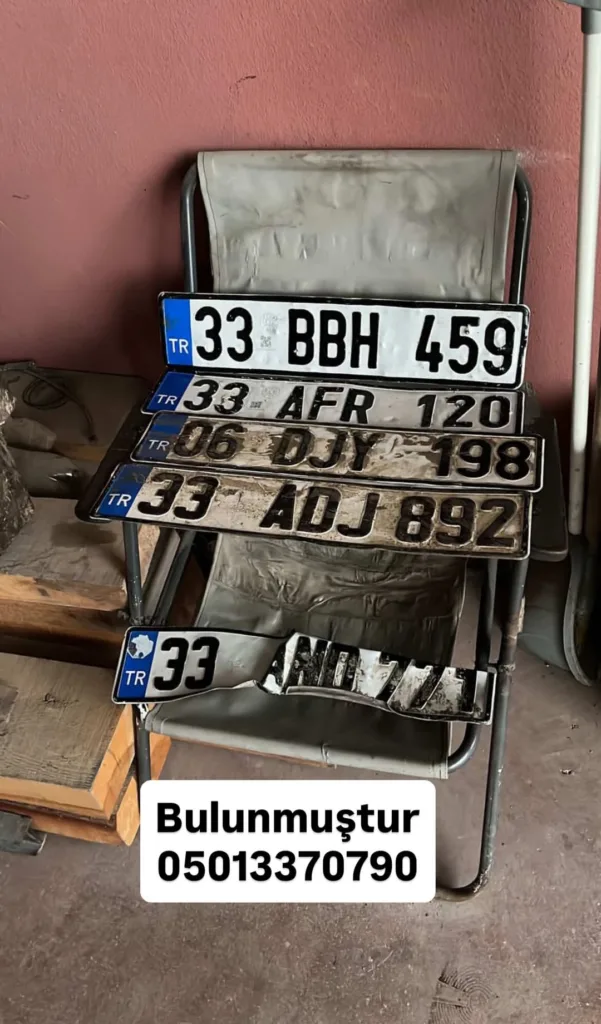 TR 33 BBH 459
TR 33 AFR 120
TR 06 DJY 198
TR 33 ADJ 892
TR 33
Bulunmuştur
05013370790